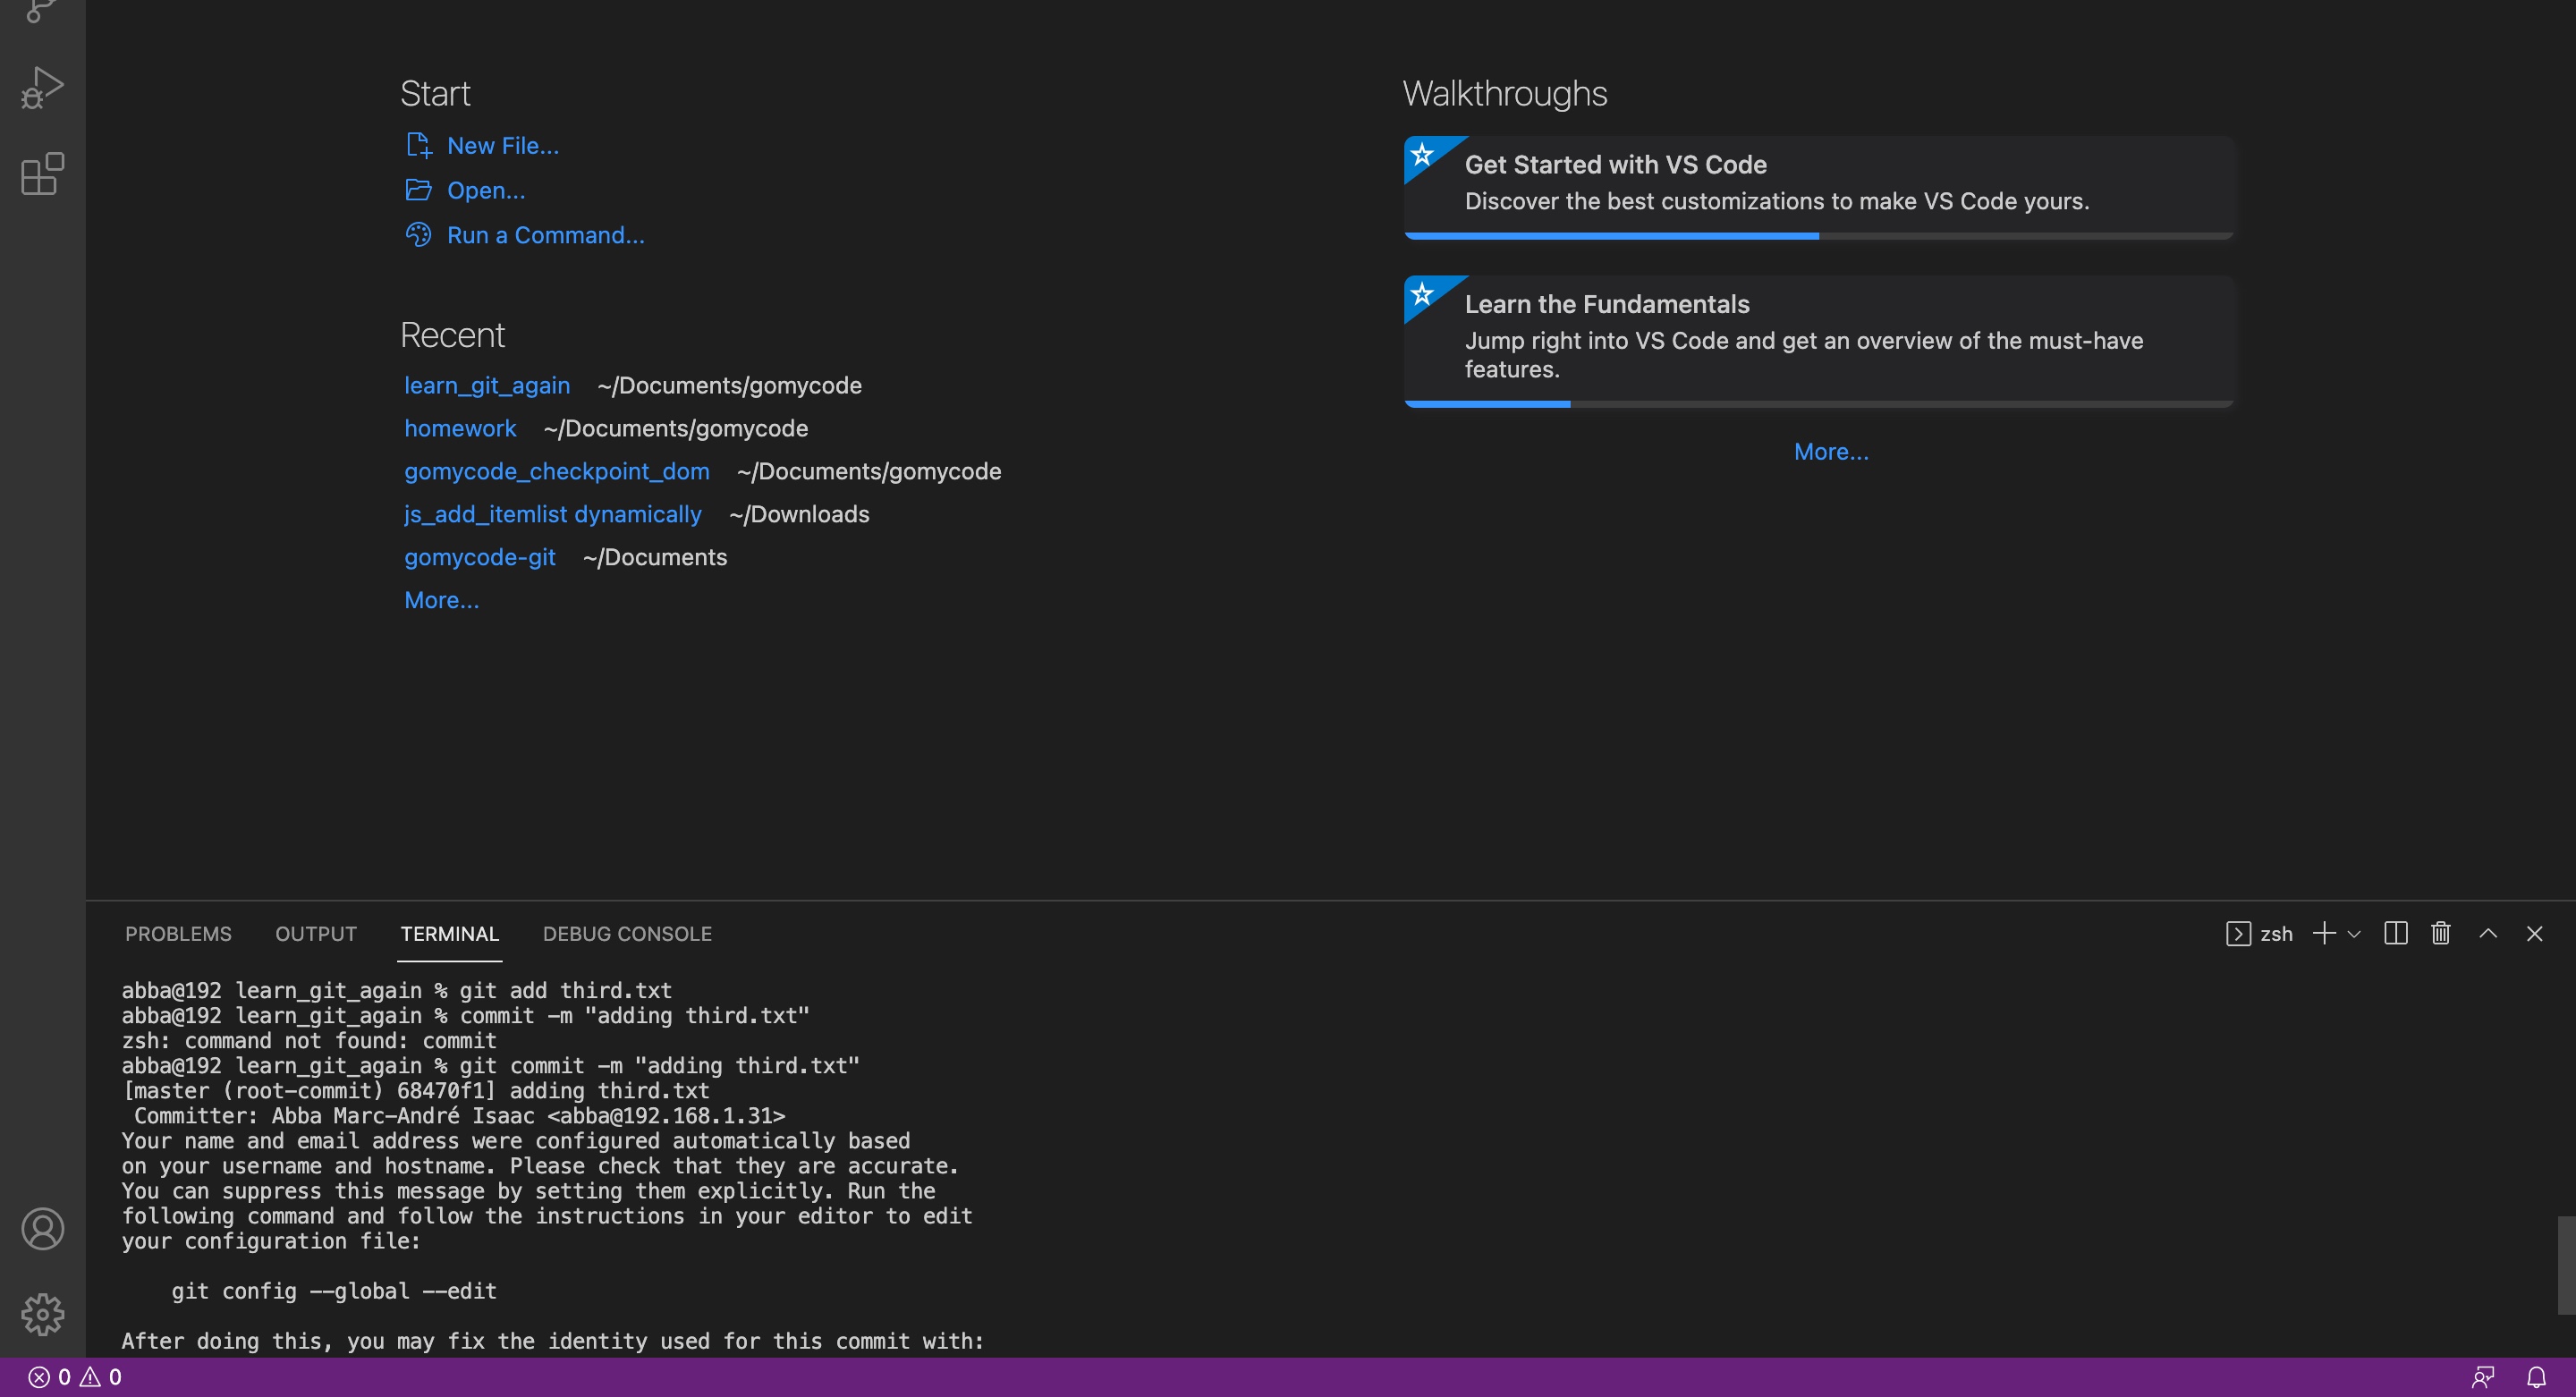 Start
New File...
Open...
Run a Command...
Recent
learn_git_again ~/Documents/gomycode
homework ~/Documents/gomycode
gomycode_checkpoint_dom ~/Documents/gomycode
js_add_itemlist dynamically ~/Downloads
gomycode-git ~/Documents
More...
Walkthroughs
Get Started with VS Code
Discover the best customizations to make VS Code yours.
Learn the Fundamentals
Jump right into VS Code and get an overview of the must-have
features.
More...
PROBLEMS OUTPUT TERMINAL DEBUG CONSOLE zsh
abba@192 learn_git_again % git add third.txt
abba@192 learn_git_again % commit -m "adding third.txt"
zsh: command not found: commit
abba@192 learn_git_again % git commit -m "adding third.txt"
[master (root-commit) 68470f1] adding third.txt
Committer: Abba Marc-André Isaac <abba@192.168.1.31>
Your name and email address were configured automatically based
on your username and hostname. Please check that they are accurate.
You can suppress this message by setting them explicitly. Run the
following command and follow the instructions in your editor to edit
your configuration file:
git config --global --edit
After doing this, you may fix the identity used for this commit with:
0 0